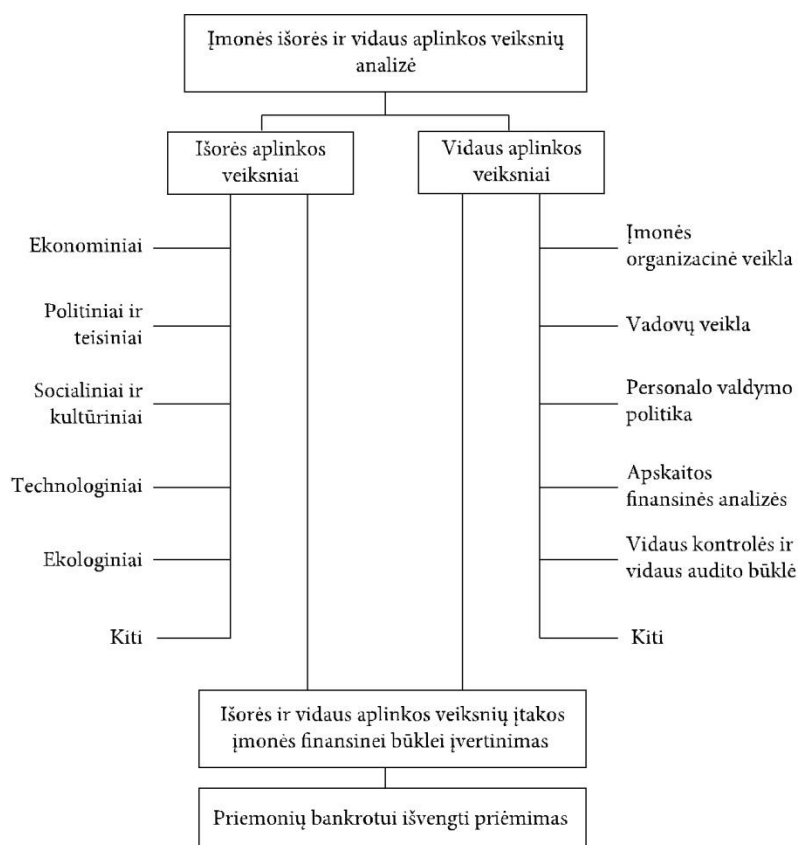 Įmonės išorės ir vidaus aplinkos veiksnių
analizė
Išorės aplinkos
veiksniai
Vidaus aplinkos
veiksniai
Ekonominiai
Politiniai ir
teisiniai
Socialiniai ir
kultūriniai
Technologiniai
Ekologiniai
Kiti
Įmonės
organizacinė veikla
Vadovų veikla
Personalo valdymo
politika
Apskaitos
finansinės analizės
Vidaus kontrolės ir
vidaus audito būklė
Kiti
Išorės ir vidaus aplinkos veiksnių įtakos
įmonės finansinei būklei įvertinimas
Priemonių bankrotui išvengti priėmimas